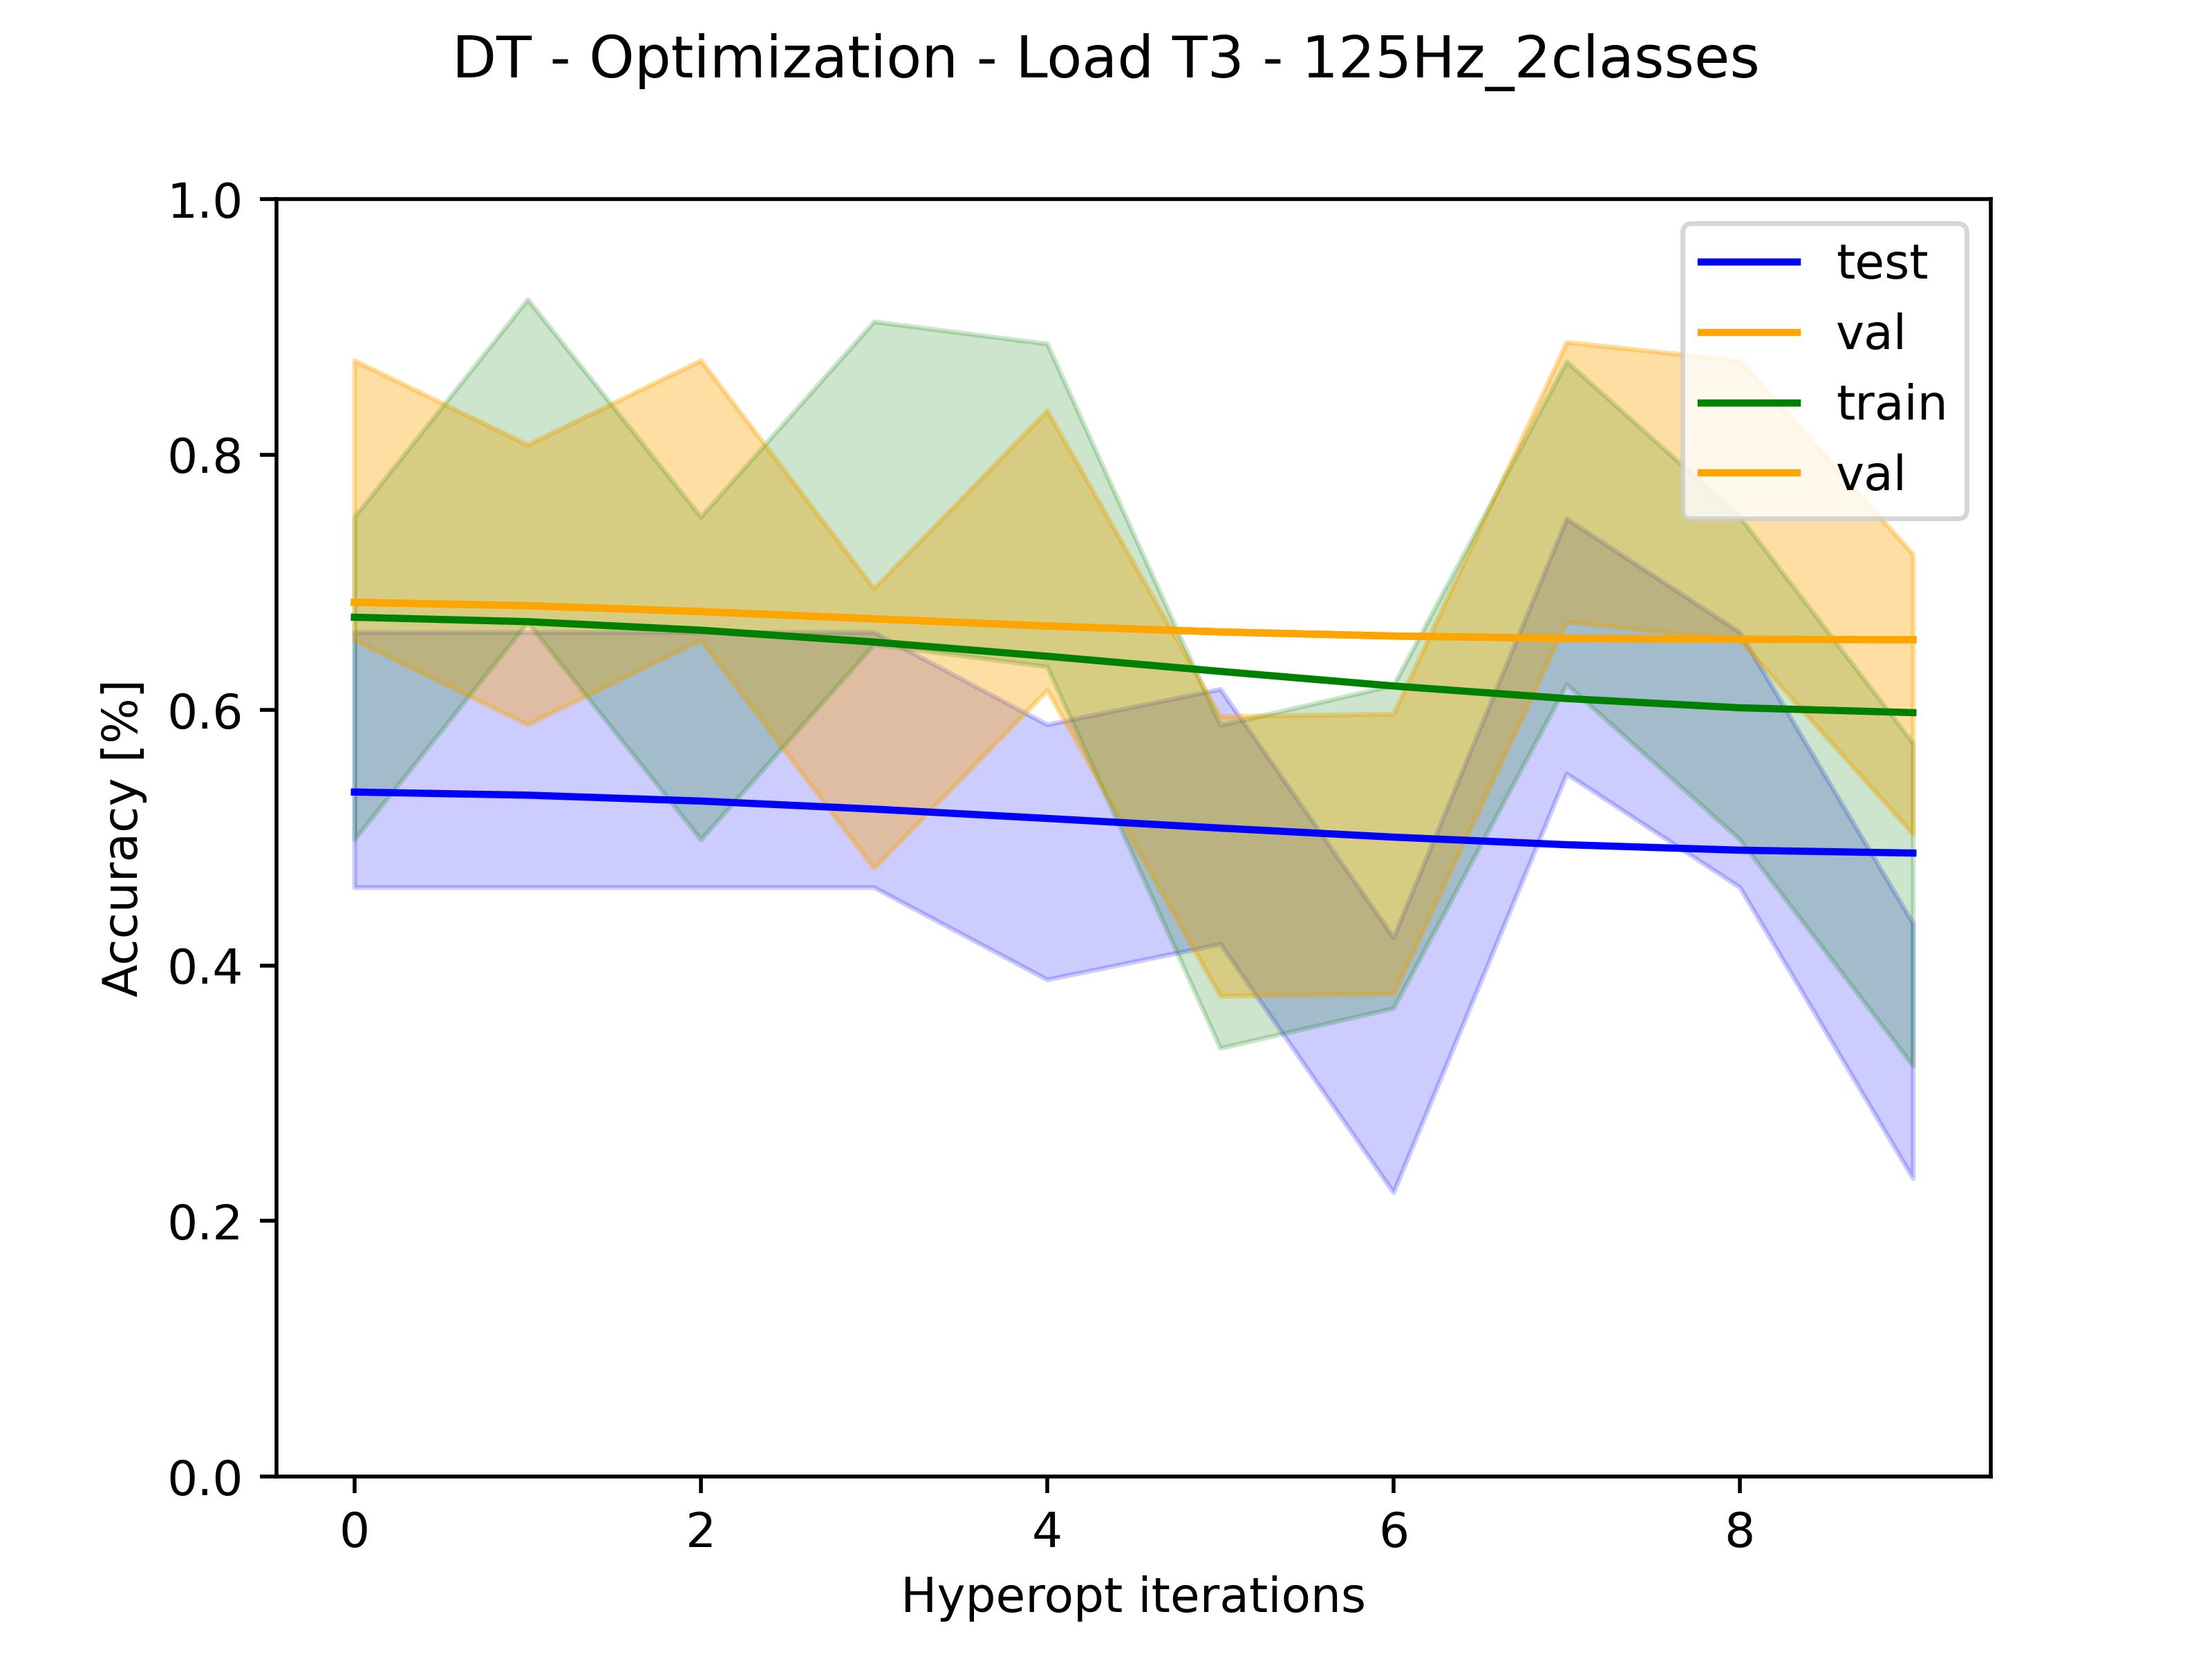 DT - Optimization - Load T3 - 125Hz_2classes
1.0
0.8
0.6
0.4
0.2
0.0
Accuracy [%]
test
val
train
val
0 2 4 6 8
Hyperopt iterations